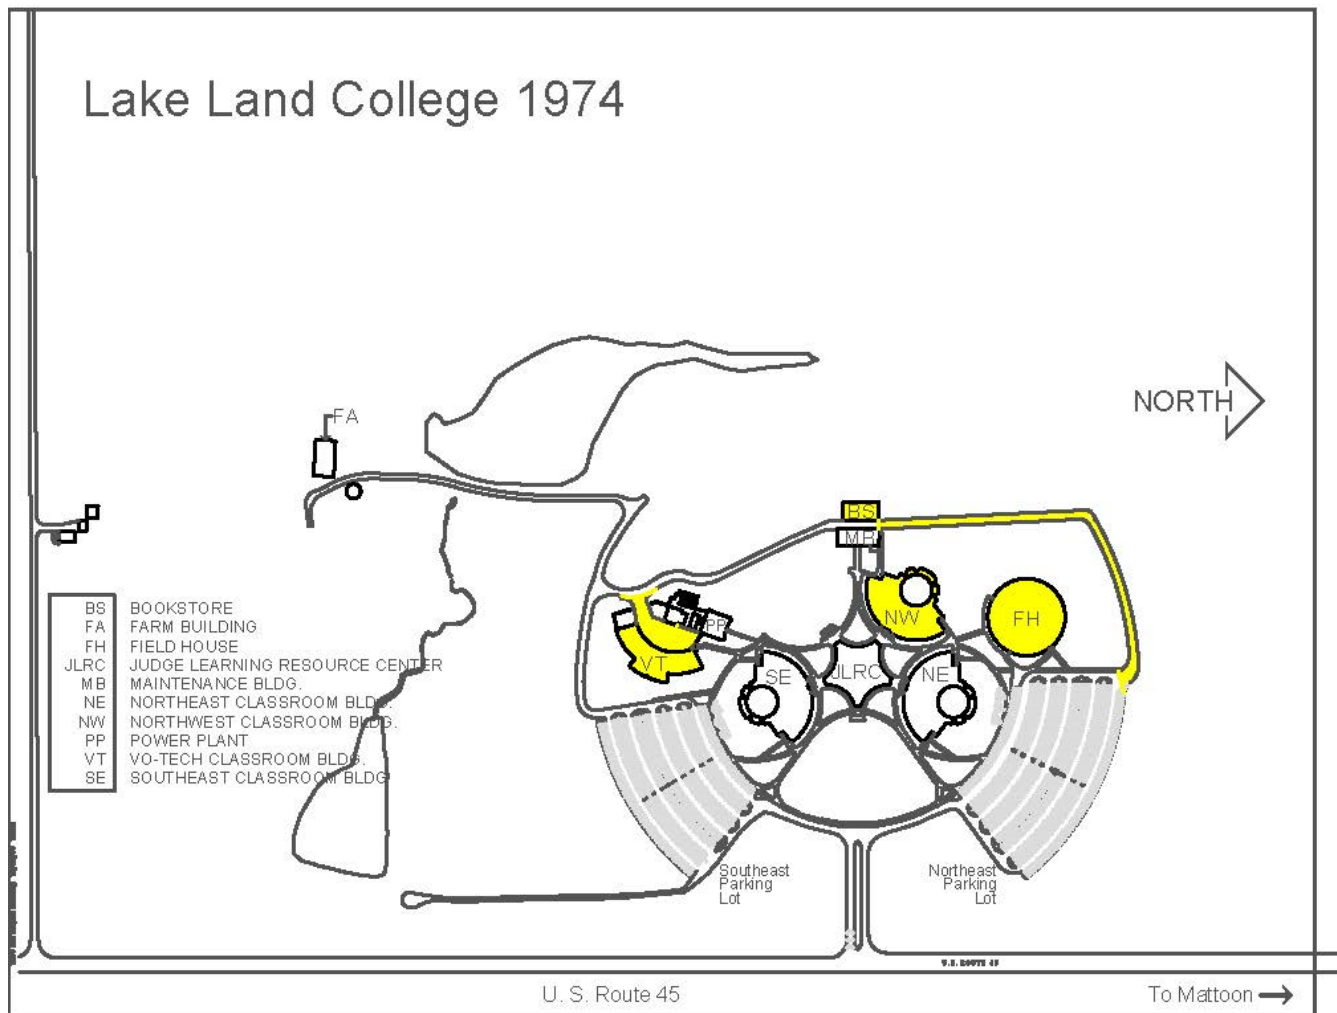 Lake Land College 1974
NORTH
FA
BS
MB
NW
FH
PP
VT
SE
JLRC
NE
BS BOOKSTORE
FA FARM BUILDING
FH FIELD HOUSE
JLRC JUDGE LEARNING RESOURCE CENTER
MB MAINTENANCE BLDG.
NE NORTHEAST CLASSROOM BLDG.
NW NORTHWEST CLASSROOM BLDG.
PP POWER PLANT
VT VO-TECH CLASSROOM BLDG.
SE SOUTHEAST CLASSROOM BLDG
Southeast
Parking
Lot
Northeast
Parking
Lot
U.S. ROUTE 45
U. S. Route 45
To Mattoon